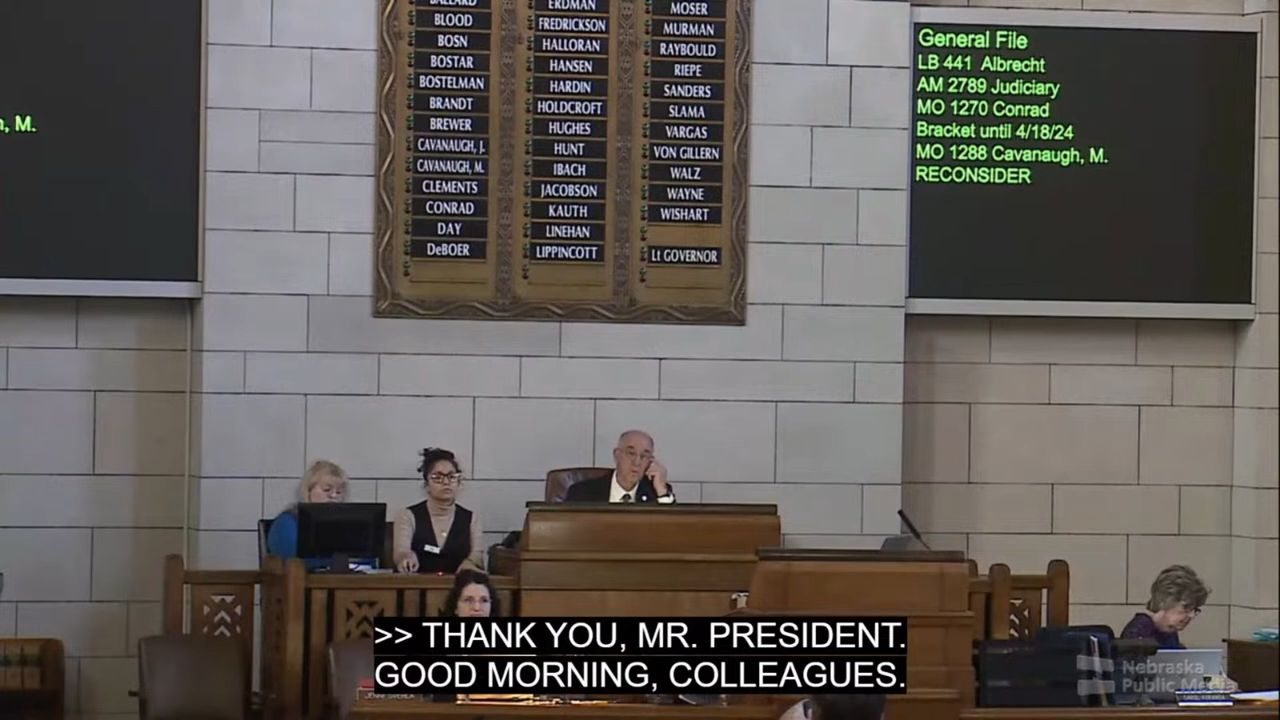 n, M.
BALLARD
BLOOD
BOSN
BOSTAR
BOSTELMAN
BRANDT
BREWER
CAVANAUGH, J.
CAVANAUGH, M.
CLEMENTS
CONRAD
DAY
DeBOER
ERDMAN
FREDRICKSON
HALLORAN
HANSEN
HARDIN
HOLDCROFT
HUGHES
HUNT
IBACH
JACOBSON
KAUTH
LINEHAN
LIPPINCOTT
MOSER
MURMAN
RAYBOULD
RIEPE
SANDERS
SLAMA
VARGAS
VON GILLERN
WALZ
WAYNE
WISHART
Lt GOVERNOR
General File
LB 441 Albrecht
AM 2789 Judiciary
MO 1270 Conrad
Bracket until 4/18/24
MO 1288 Cavanaugh, M.
RECONSIDER
>> THANK YOU, MR. PRESIDENT.
GOOD MORNING, COLLEAGUES.
Nebraska
Public Media